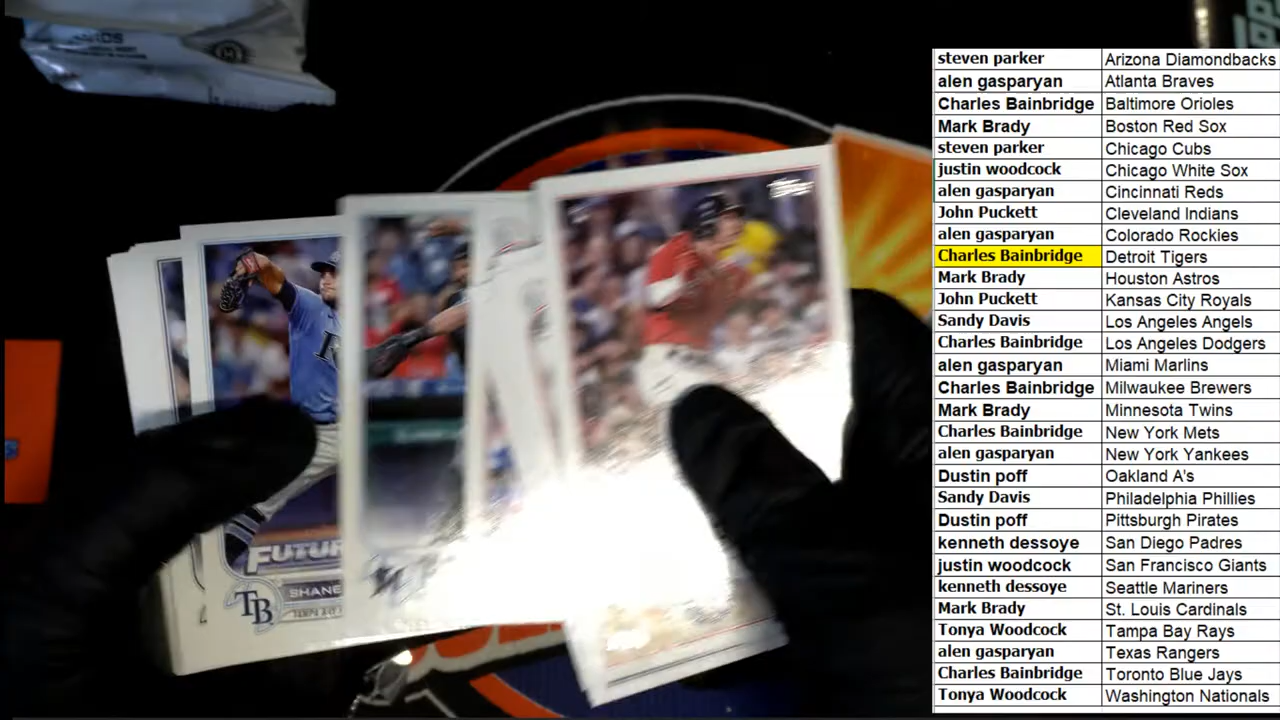 steven parker Arizona Diamondbacks
alen gasparyan Atlanta Braves
Charles Bainbridge Baltimore Orioles
Mark Brady Boston Red Sox
steven parker Chicago Cubs
justin woodcock Chicago White Sox
alen gasparyan Cincinnati Reds
John Puckett Cleveland Indians
alen gasparyan Colorado Rockies
Charles Bainbridge Detroit Tigers
Mark Brady Houston Astros
John Puckett Kansas City Royals
Sandy Davis Los Angeles Angels
Charles Bainbridge Los Angeles Dodgers
alen gasparyan Miami Marlins
Charles Bainbridge Milwaukee Brewers
Mark Brady Minnesota Twins
Charles Bainbridge New York Mets
alen gasparyan New York Yankees
Dustin poff Oakland A's
Sandy Davis Philadelphia Phillies
Dustin poff Pittsburgh Pirates
kenneth dessoye San Diego Padres
justin woodcock San Francisco Giants
kenneth dessoye Seattle Mariners
Mark Brady St. Louis Cardinals
Tonya Woodcock Tampa Bay Rays
alen gasparyan Texas Rangers
Charles Bainbridge Toronto Blue Jays
Tonya Woodcock Washington Nationals
Topps
FUTUR
TB
SHANE
TAMPA BAY